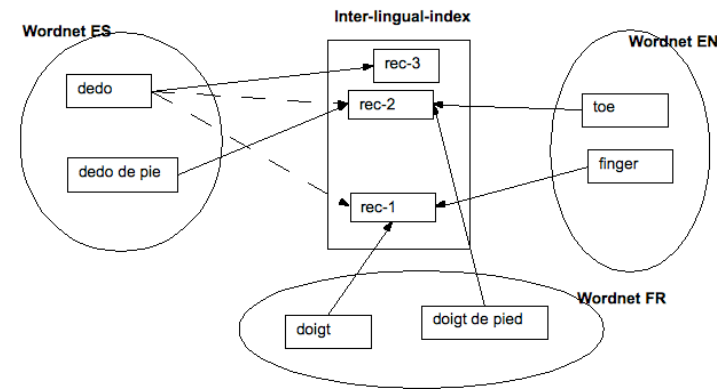 Inter-lingual-index
Wordnet ES
Wordnet EN
rec-3
dedo
rec-2
toe
dedo de pie
finger
rec-1
Wordnet FR
doigt
doigt de pied